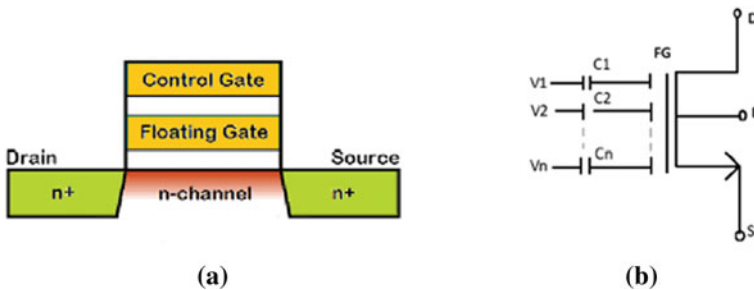 Control Gate
Floating Gate
Drain
Source
n+
n-channel
n+
(a)
D
FG
C1
V1
C2
V2
Cn
Vn
S
(b)